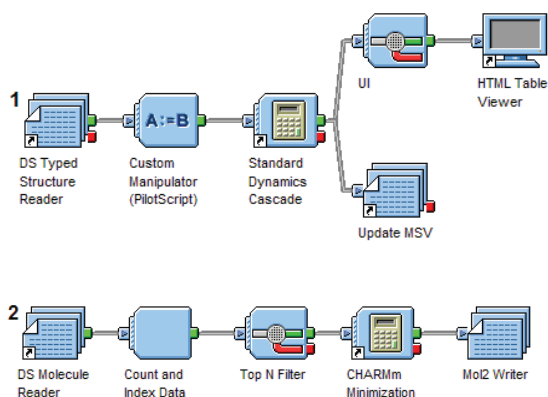 UI
HTML Table
Viewer
1
A:=B
DS Typed
Structure
Reader
Custom
Manipulator
(PilotScript)
Standard
Dynamics
Cascade
Update MSV
2
DS Molecule
Reader
Count and
Index Data
Top N Filter
CHARMm
Minimization
Mol2 Writer